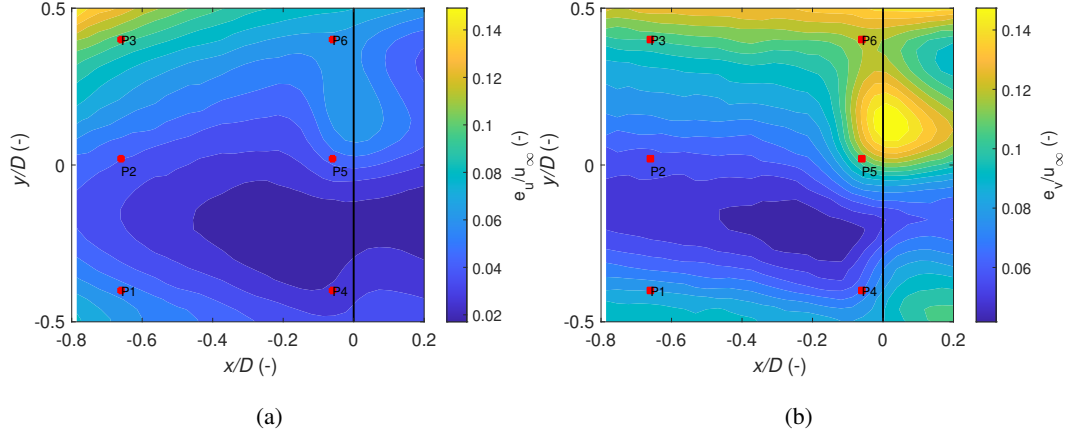 0.5
0
-0.5
y/D (-)
P3
P6
P2
P5
P1
P4
-0.8
-0.6
-0.4
-0.2
0
0.2
x/D (-)
0.14
0.12
0.1
0.08
0.06
0.04
0.02
e_u/u_∞ (-)
(a)
0.5
0
-0.5
y/D (-)
P3
P6
P2
P5
P1
P4
-0.8
-0.6
-0.4
-0.2
0
0.2
x/D (-)
0.14
0.12
0.1
0.08
0.06
e_v/u_∞ (-)
(b)